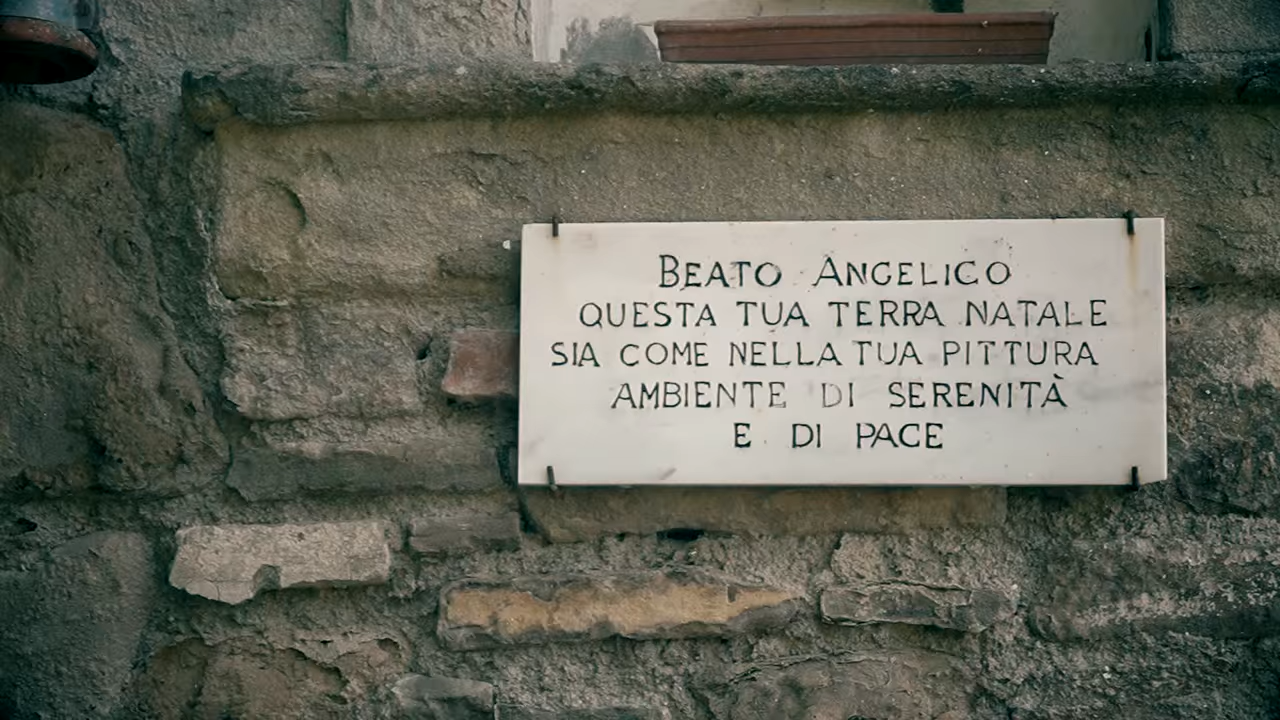 BEATO ANGELICO
QUESTA TUA TERRA NATALE
SIA COME NELLA TUA PITTURA
AMBIENTE DI SERENITÀ
E DI PACE